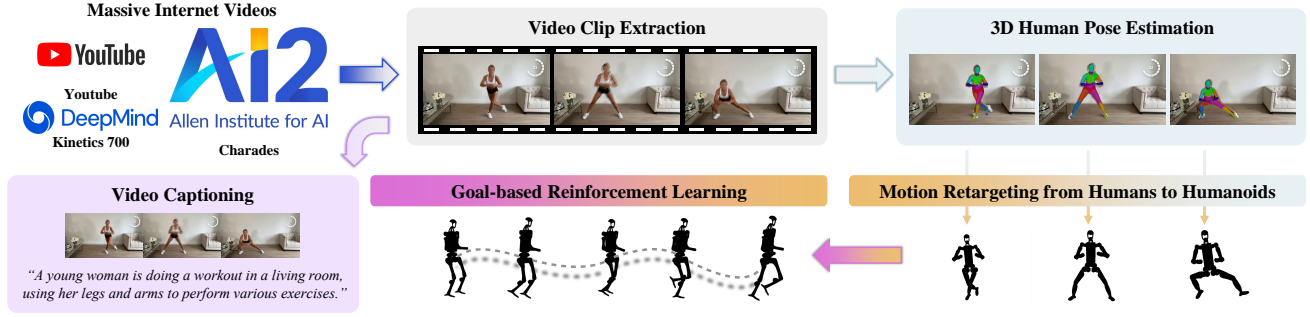 Massive Internet Videos
YouTube
Youtube
DeepMind
Kinetics 700
Ai2
Allen Institute for AI
Charades
Video Clip Extraction
3D Human Pose Estimation
Video Captioning
“A young woman is doing a workout in a living room,
using her legs and arms to perform various exercises.”
Goal-based Reinforcement Learning
Motion Retargeting from Humans to Humanoids